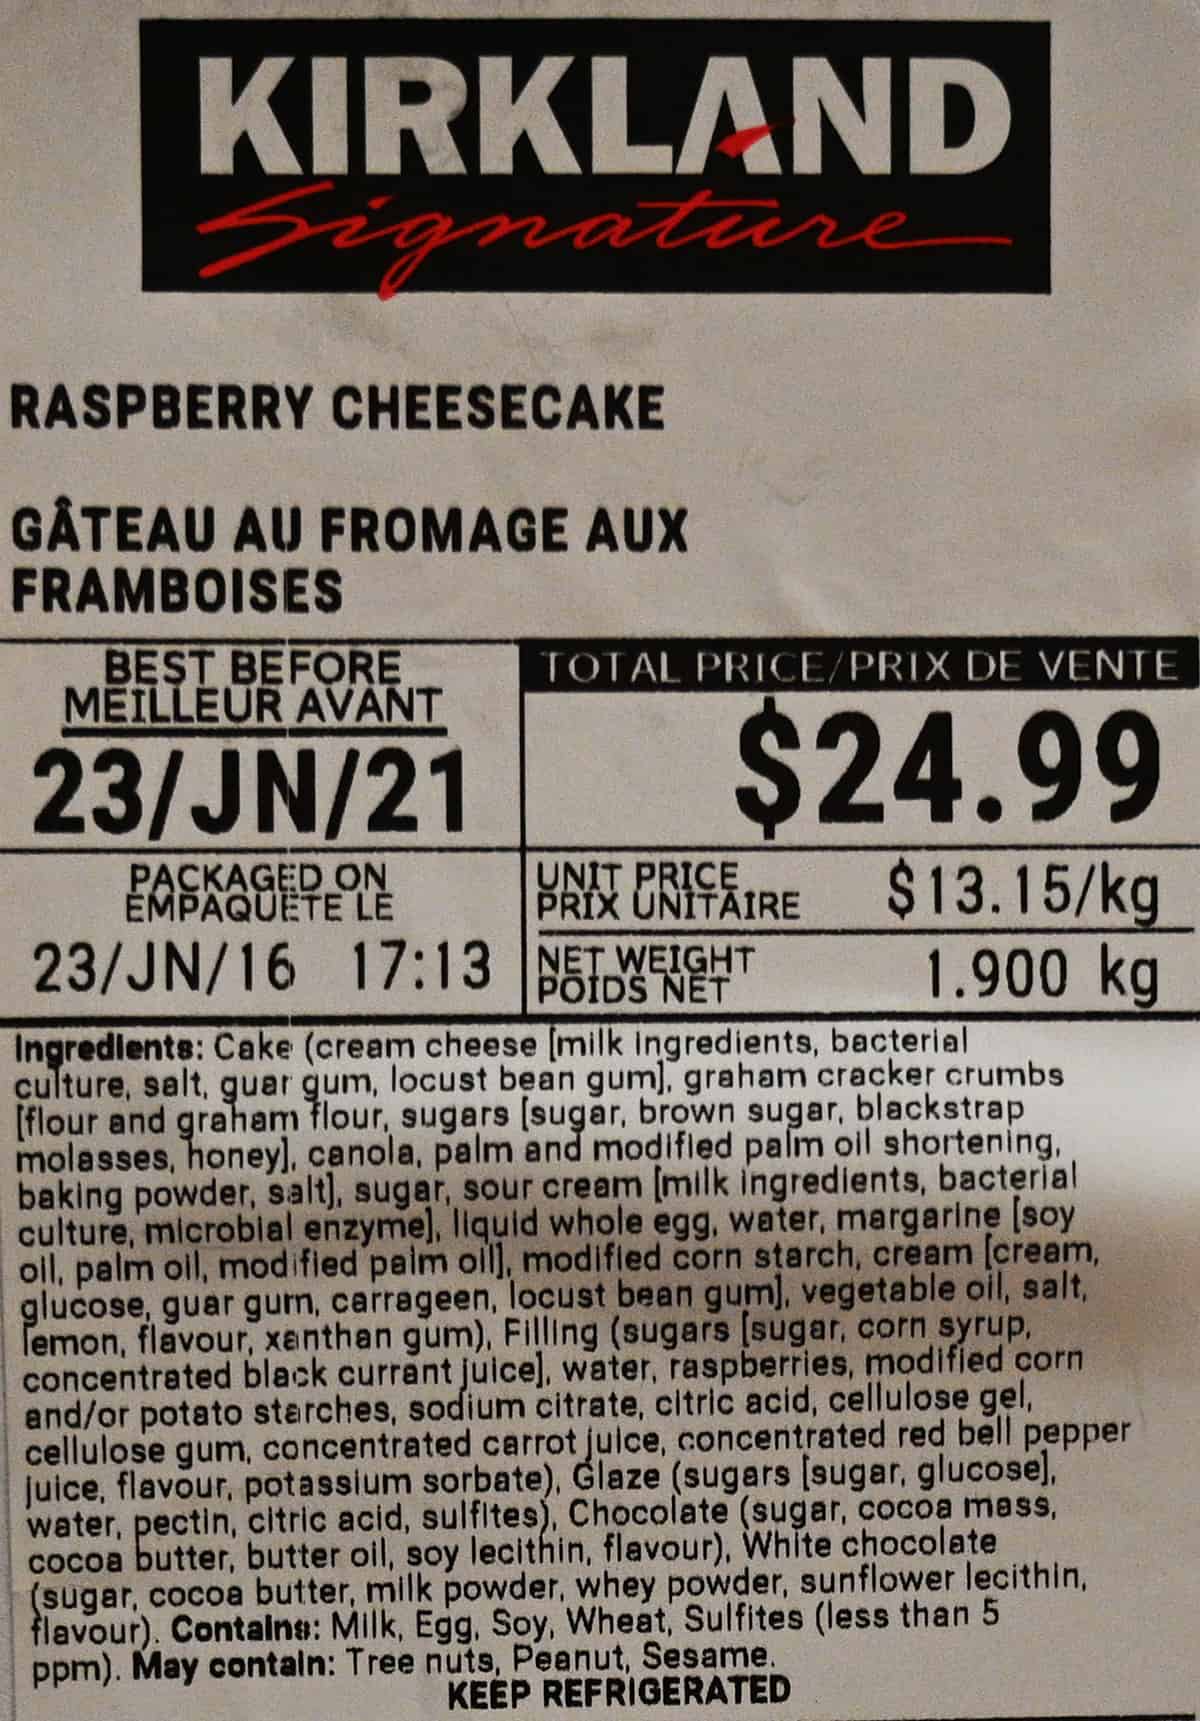 KIRKLAND
Signature
RASPBERRY CHEESECAKE
GÂTEAU AU FROMAGE AUX
FRAMBOISES
BEST BEFORE
MEILLEUR AVANT
23/JN/21
TOTAL PRICE/PRIX DE VENTE
$24.99
PACKAGED ON
EMPAQUETE LE
23/JN/16 17:13
UNIT PRICE
PRIX UNITAIRE
$13.15/kg
NET WEIGHT
POIDS NET
1.900 kg
Ingredients: Cake (cream cheese [milk ingredients, bacterial
culture, salt, guar gum, locust bean gum], graham cracker crumbs
[flour and graham flour, sugars [sugar, brown sugar, blackstrap
molasses, honey], canola, palm and modified palm oil shortening,
baking powder, salt], sugar, sour cream [milk ingredients, bacterial
culture, microbial enzyme], liquid whole egg, water, margarine [soy
oil, palm oil, modified palm oil], modified corn starch, cream [cream,
glucose, guar gum, carrageen, locust bean gum], vegetable oil, salt,
lemon, flavour, xanthan gum), Filling (sugars [sugar, corn syrup,
concentrated black currant juice], water, raspberries, modified corn
and/or potato starches, sodium citrate, citric acid, cellulose gel,
cellulose gum, concentrated carrot juice, concentrated red bell pepper
juice, flavour, potassium sorbate), Glaze (sugars [sugar, glucose],
water, pectin, citric acid, sulfites), Chocolate (sugar, cocoa mass,
cocoa butter, butter oil, soy lecithin, flavour), White chocolate
(sugar, cocoa butter, milk powder, whey powder, sunflower lecithin,
flavour). Contains: Milk, Egg, Soy, Wheat, Sulfites (less than 5
ppm). May contain: Tree nuts, Peanut, Sesame.
KEEP REFRIGERATED